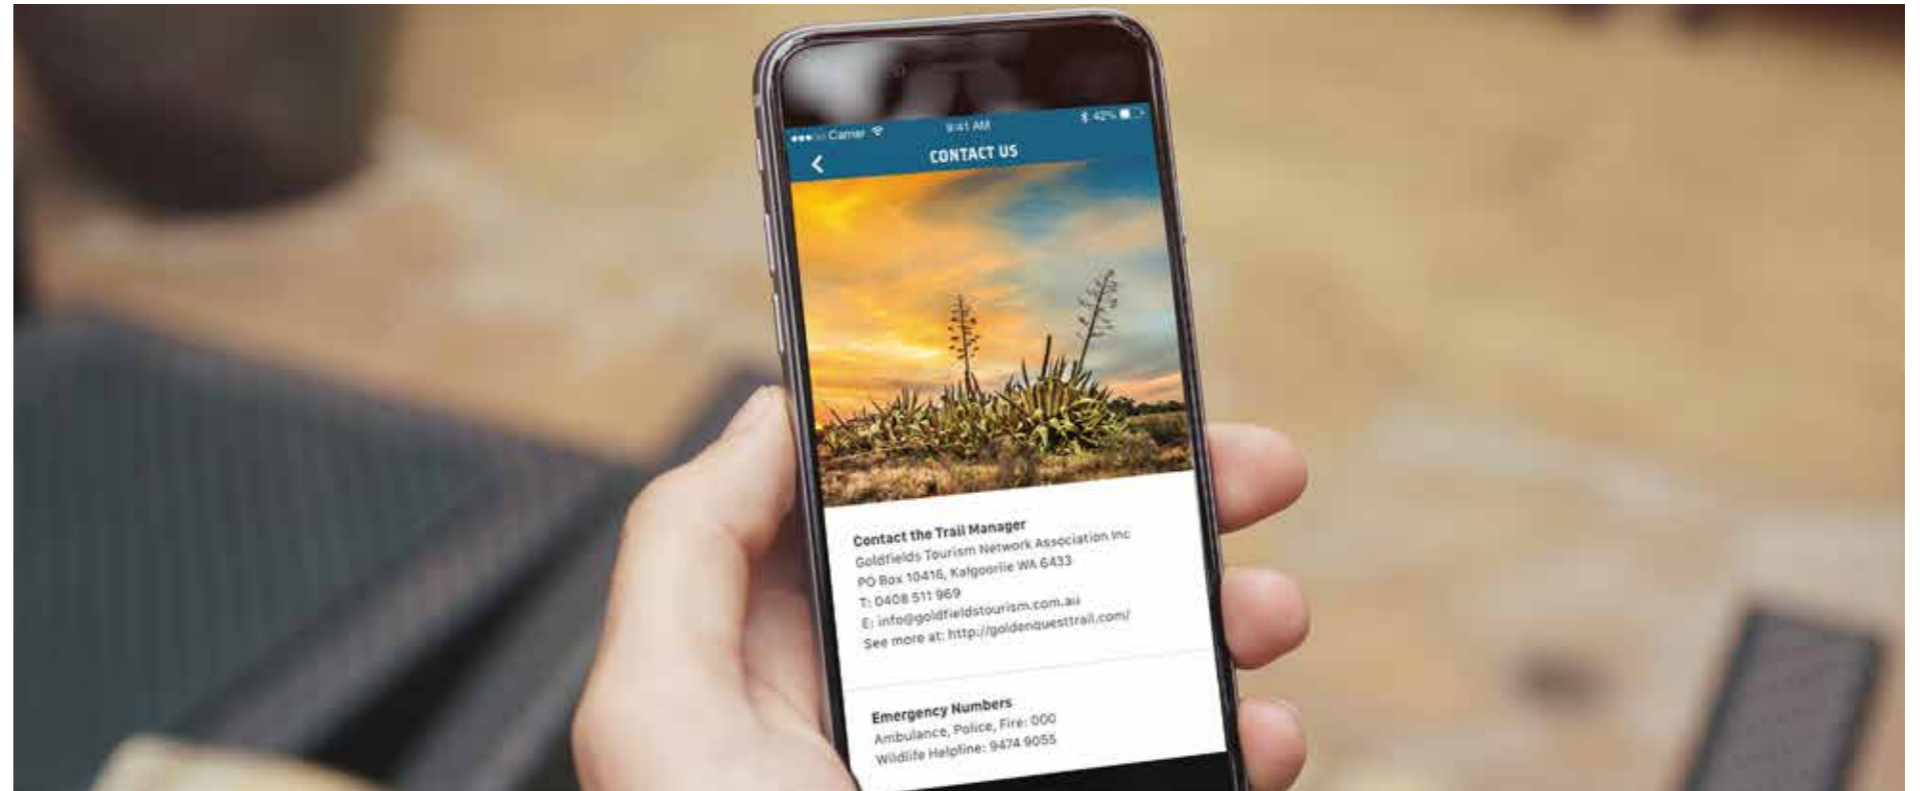 Carrier
9:41 AM
42%
CONTACT US
Contact the Trail Manager
Goldfields Tourism Network Association Inc
PO Box 10416, Kalgoorlie WA 6433
T: 0408 511 969
E: info@goldfieldstourism.com.au
See more at: http://goldenquesttrail.com/
Emergency Numbers
Ambulance, Police, Fire: 000
Wildlife Helpline: 9474 9055